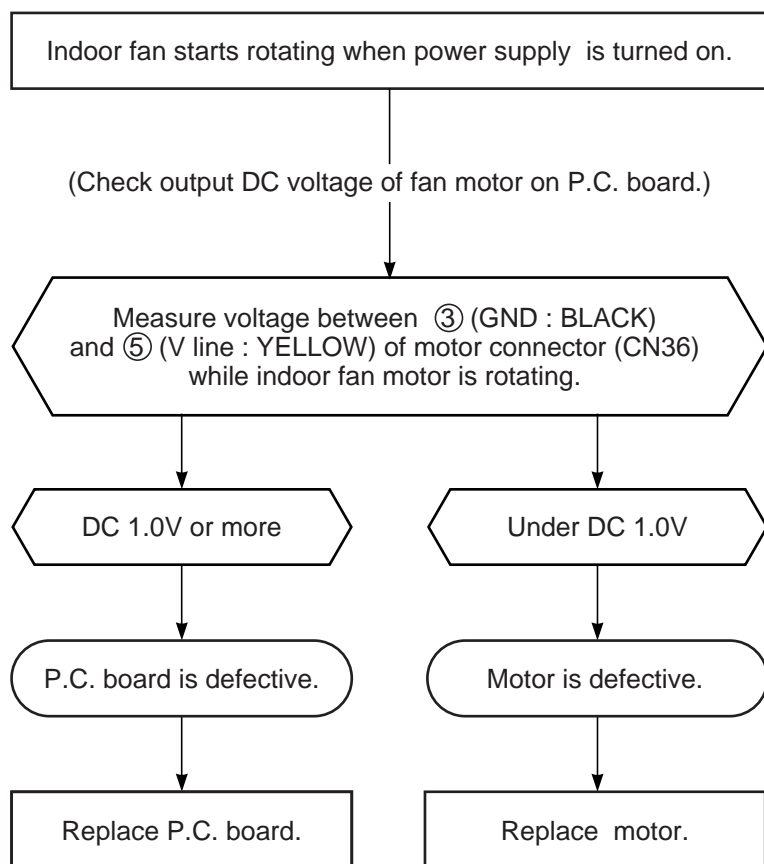 Indoor fan starts rotating when power supply is turned on.
(Check output DC voltage of fan motor on P.C. board.)
Measure voltage between ③ (GND : BLACK)
and ⑤ (V line : YELLOW) of motor connector (CN36)
while indoor fan motor is rotating.
DC 1.0V or more
Under DC 1.0V
P.C. board is defective.
Motor is defective.
Replace P.C. board.
Replace motor.